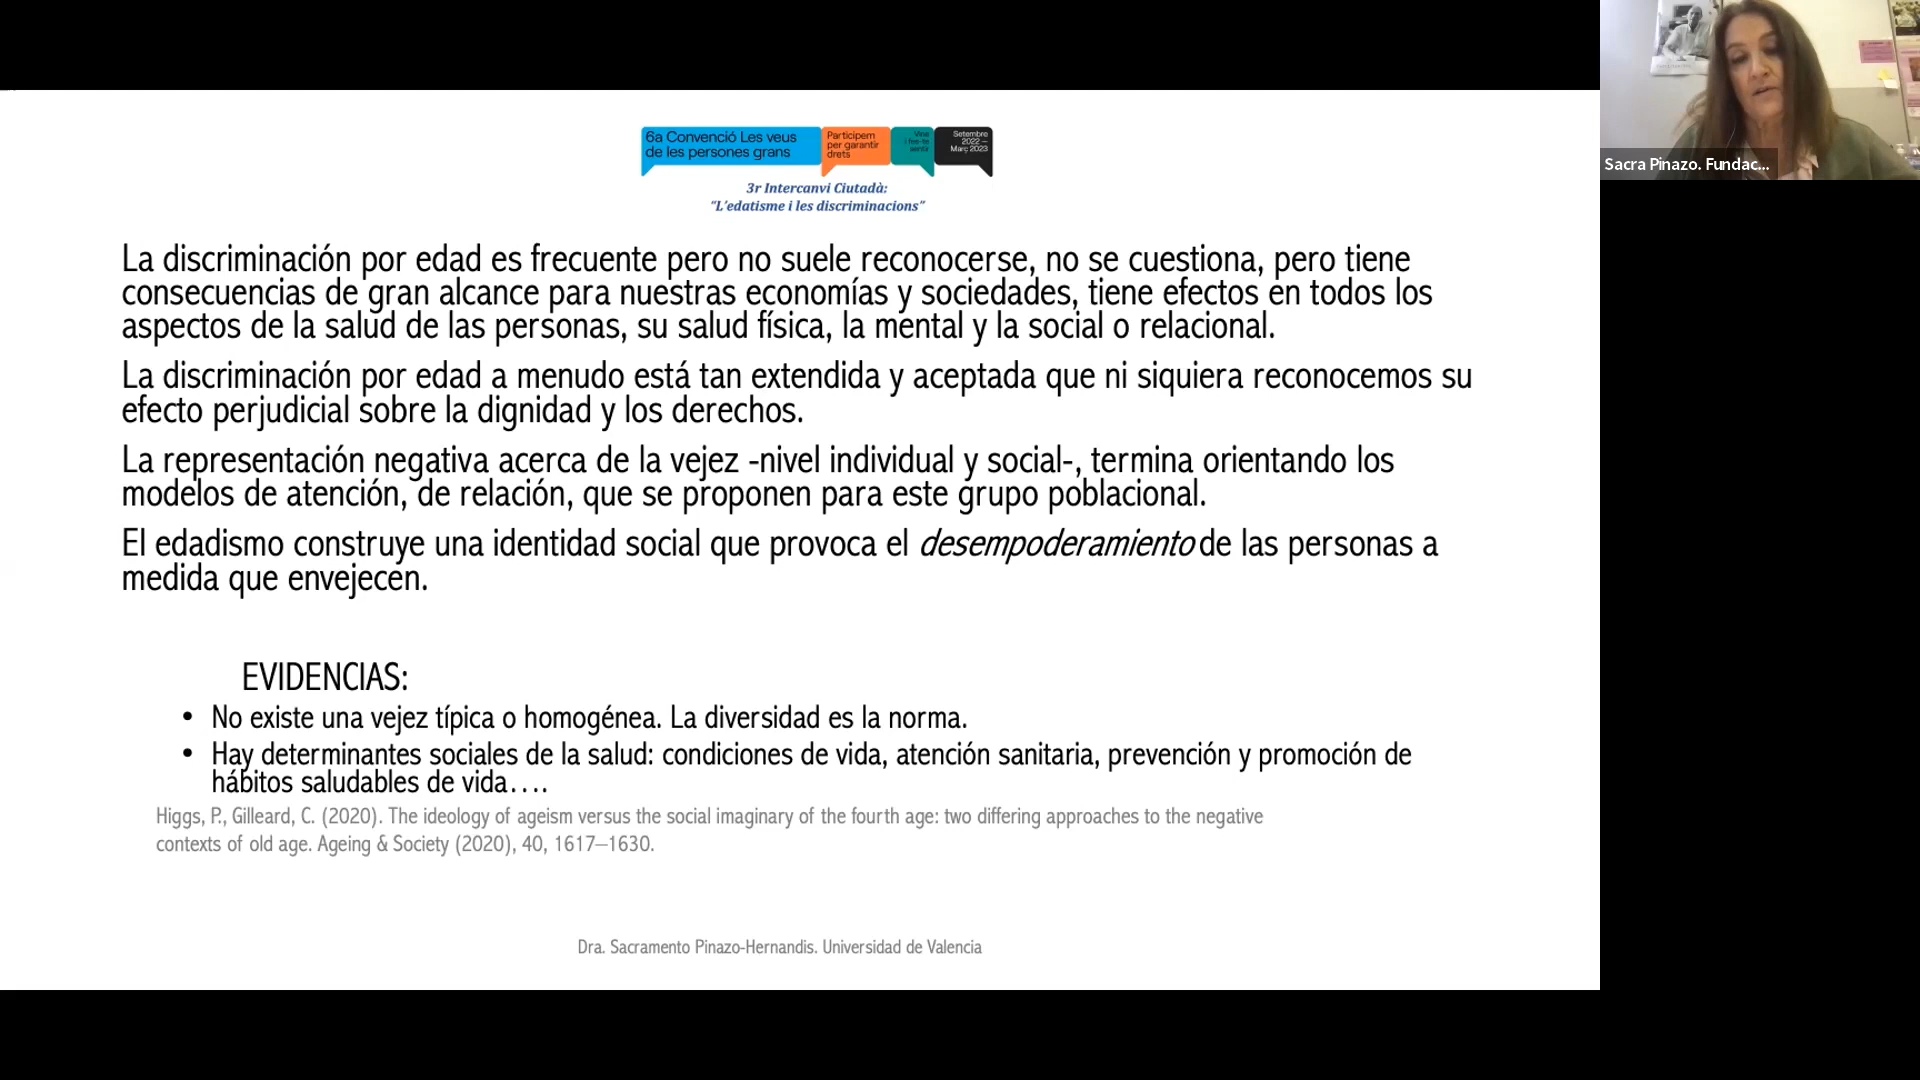 6a Convenció Les veus
de les persones grans
Participem
per garantir
drets
Vine
i fes-te
sentir
Setembre
2022 –
Març 2023
3r Intercanvi Ciutadà:
“L'edatisme i les discriminacions”
Sacra Pinazo. Fundac...
La discriminación por edad es frecuente pero no suele reconocerse, no se cuestiona, pero tiene
consecuencias de gran alcance para nuestras economías y sociedades, tiene efectos en todos los
aspectos de la salud de las personas, su salud física, la mental y la social o relacional.
La discriminación por edad a menudo está tan extendida y aceptada que ni siquiera reconocemos su
efecto perjudicial sobre la dignidad y los derechos.
La representación negativa acerca de la vejez -nivel individual y social-, termina orientando los
modelos de atención, de relación, que se proponen para este grupo poblacional.
El edadismo construye una identidad social que provoca el desempoderamiento de las personas a
medida que envejecen.
EVIDENCIAS:
• No existe una vejez típica o homogénea. La diversidad es la norma.
• Hay determinantes sociales de la salud: condiciones de vida, atención sanitaria, prevención y promoción de
hábitos saludables de vida….
Higgs, P., Gilleard, C. (2020). The ideology of ageism versus the social imaginary of the fourth age: two differing approaches to the negative
contexts of old age. Ageing & Society (2020), 40, 1617–1630.
Dra. Sacramento Pinazo-Hernandis. Universidad de Valencia